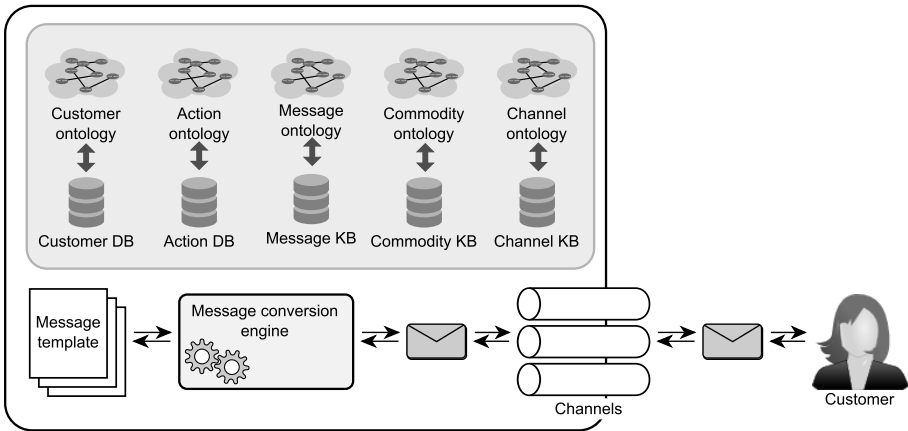 Customer
ontology
Action
ontology
Message
ontology
Commodity
ontology
Channel
ontology
Customer DB
Action DB
Message KB
Commodity KB
Channel KB
Message
template
Message conversion
engine
Channels
Customer